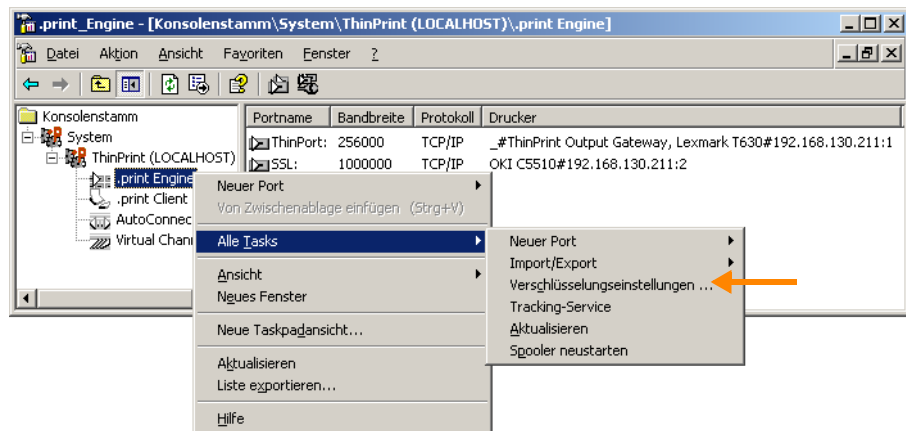 .print_Engine - [Konsolenstamm\System\ThinPrint (LOCALHOST)\.print Engine]
Datei Aktion Ansicht Favoriten Fenster ?
Konsolenstamm
System
ThinPrint (LOCALHOST)
.print Engine
.print Client
AutoConnec
Virtual Chan
Portname Bandbreite Protokoll Drucker
ThinPort: 256000 TCP/IP _#ThinPrint Output Gateway, Lexmark T630#192.168.130.211:1
SSL: 1000000 TCP/IP OKI C5510#192.168.130.211:2
Neuer Port
Von Zwischenablage einfügen (Strg+V)
Alle Tasks
Ansicht
Neues Fenster
Neue Taskpadansicht...
Aktualisieren
Liste exportieren...
Hilfe
Neuer Port
Import/Export
Verschlüsselungseinstellungen ...
Tracking-Service
Aktualisieren
Spooler neustarten